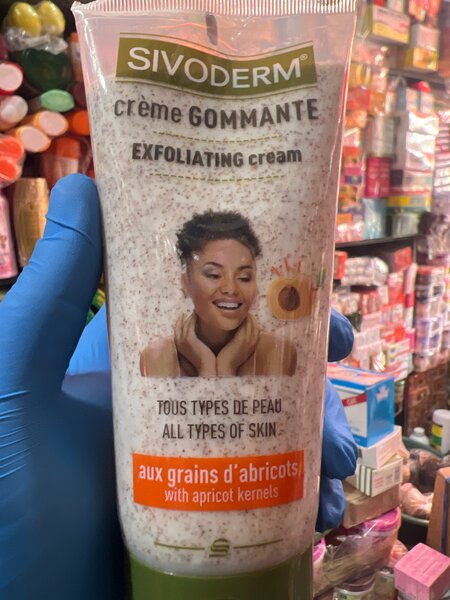 SIVODERM®
crème GOMMANTE
EXFOLIATING cream
TOUS TYPES DE PEAU
ALL TYPES OF SKIN
aux grains d'abricots
with apricot kernels